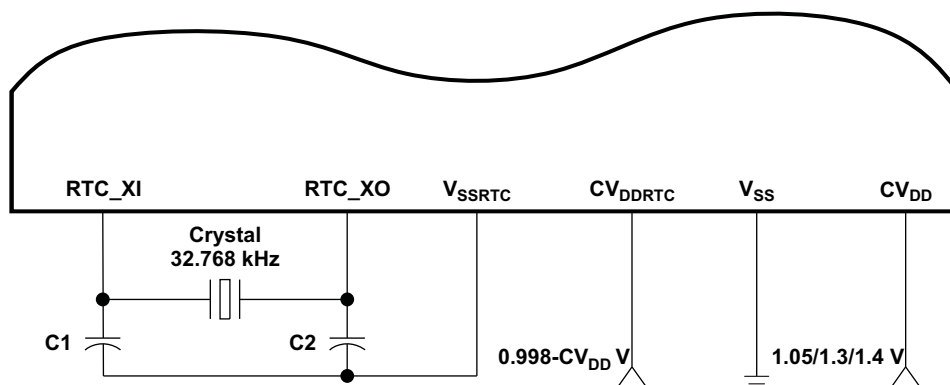 RTC_XI RTC_XO VSSRTC CVDDRTC VSS CVDD
Crystal
32.768 kHz
C1 C2
0.998-CVDD V 1.05/1.3/1.4 V